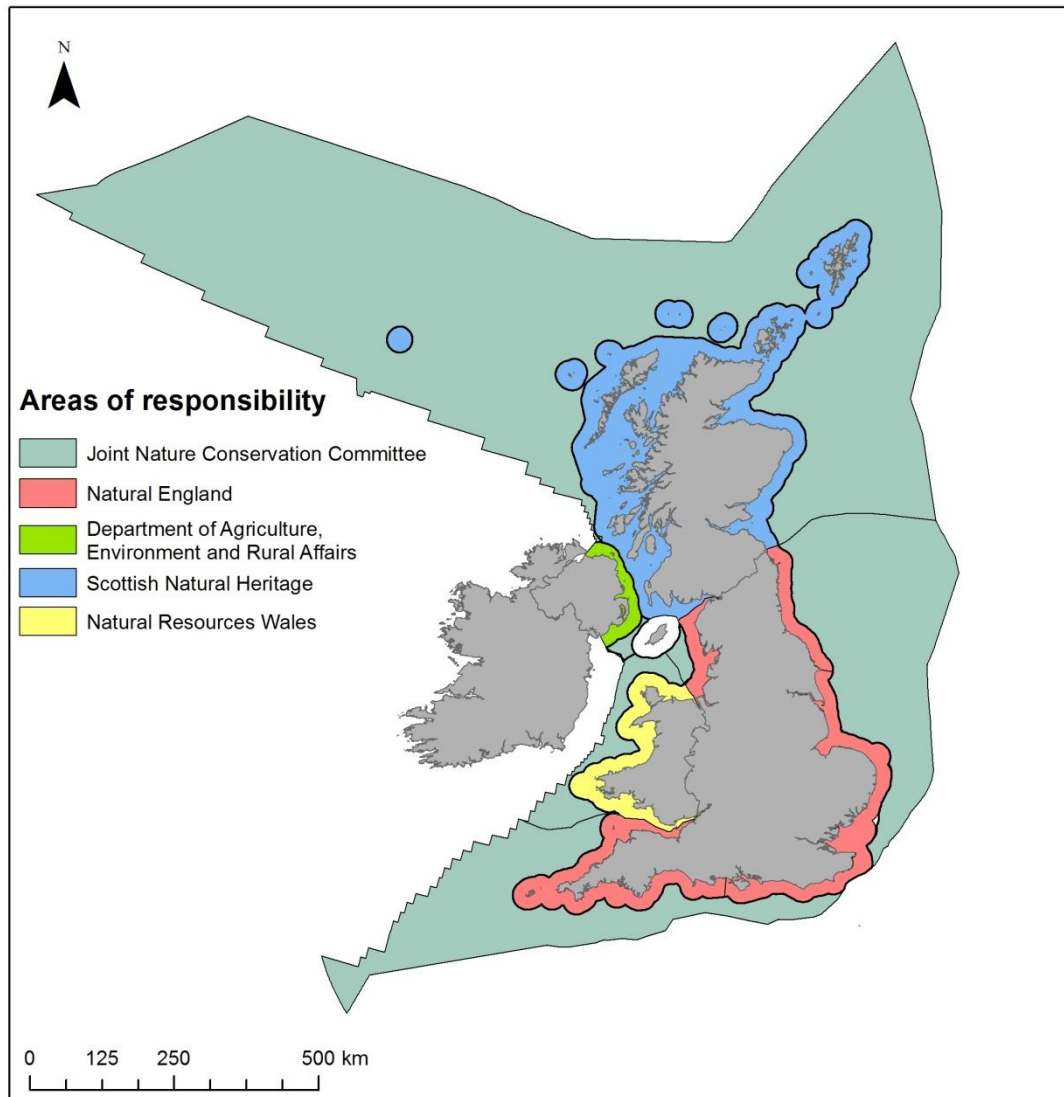 N
Areas of responsibility
Joint Nature Conservation Committee
Natural England
Department of Agriculture,
Environment and Rural Affairs
Scottish Natural Heritage
Natural Resources Wales
0 125 250 500 km